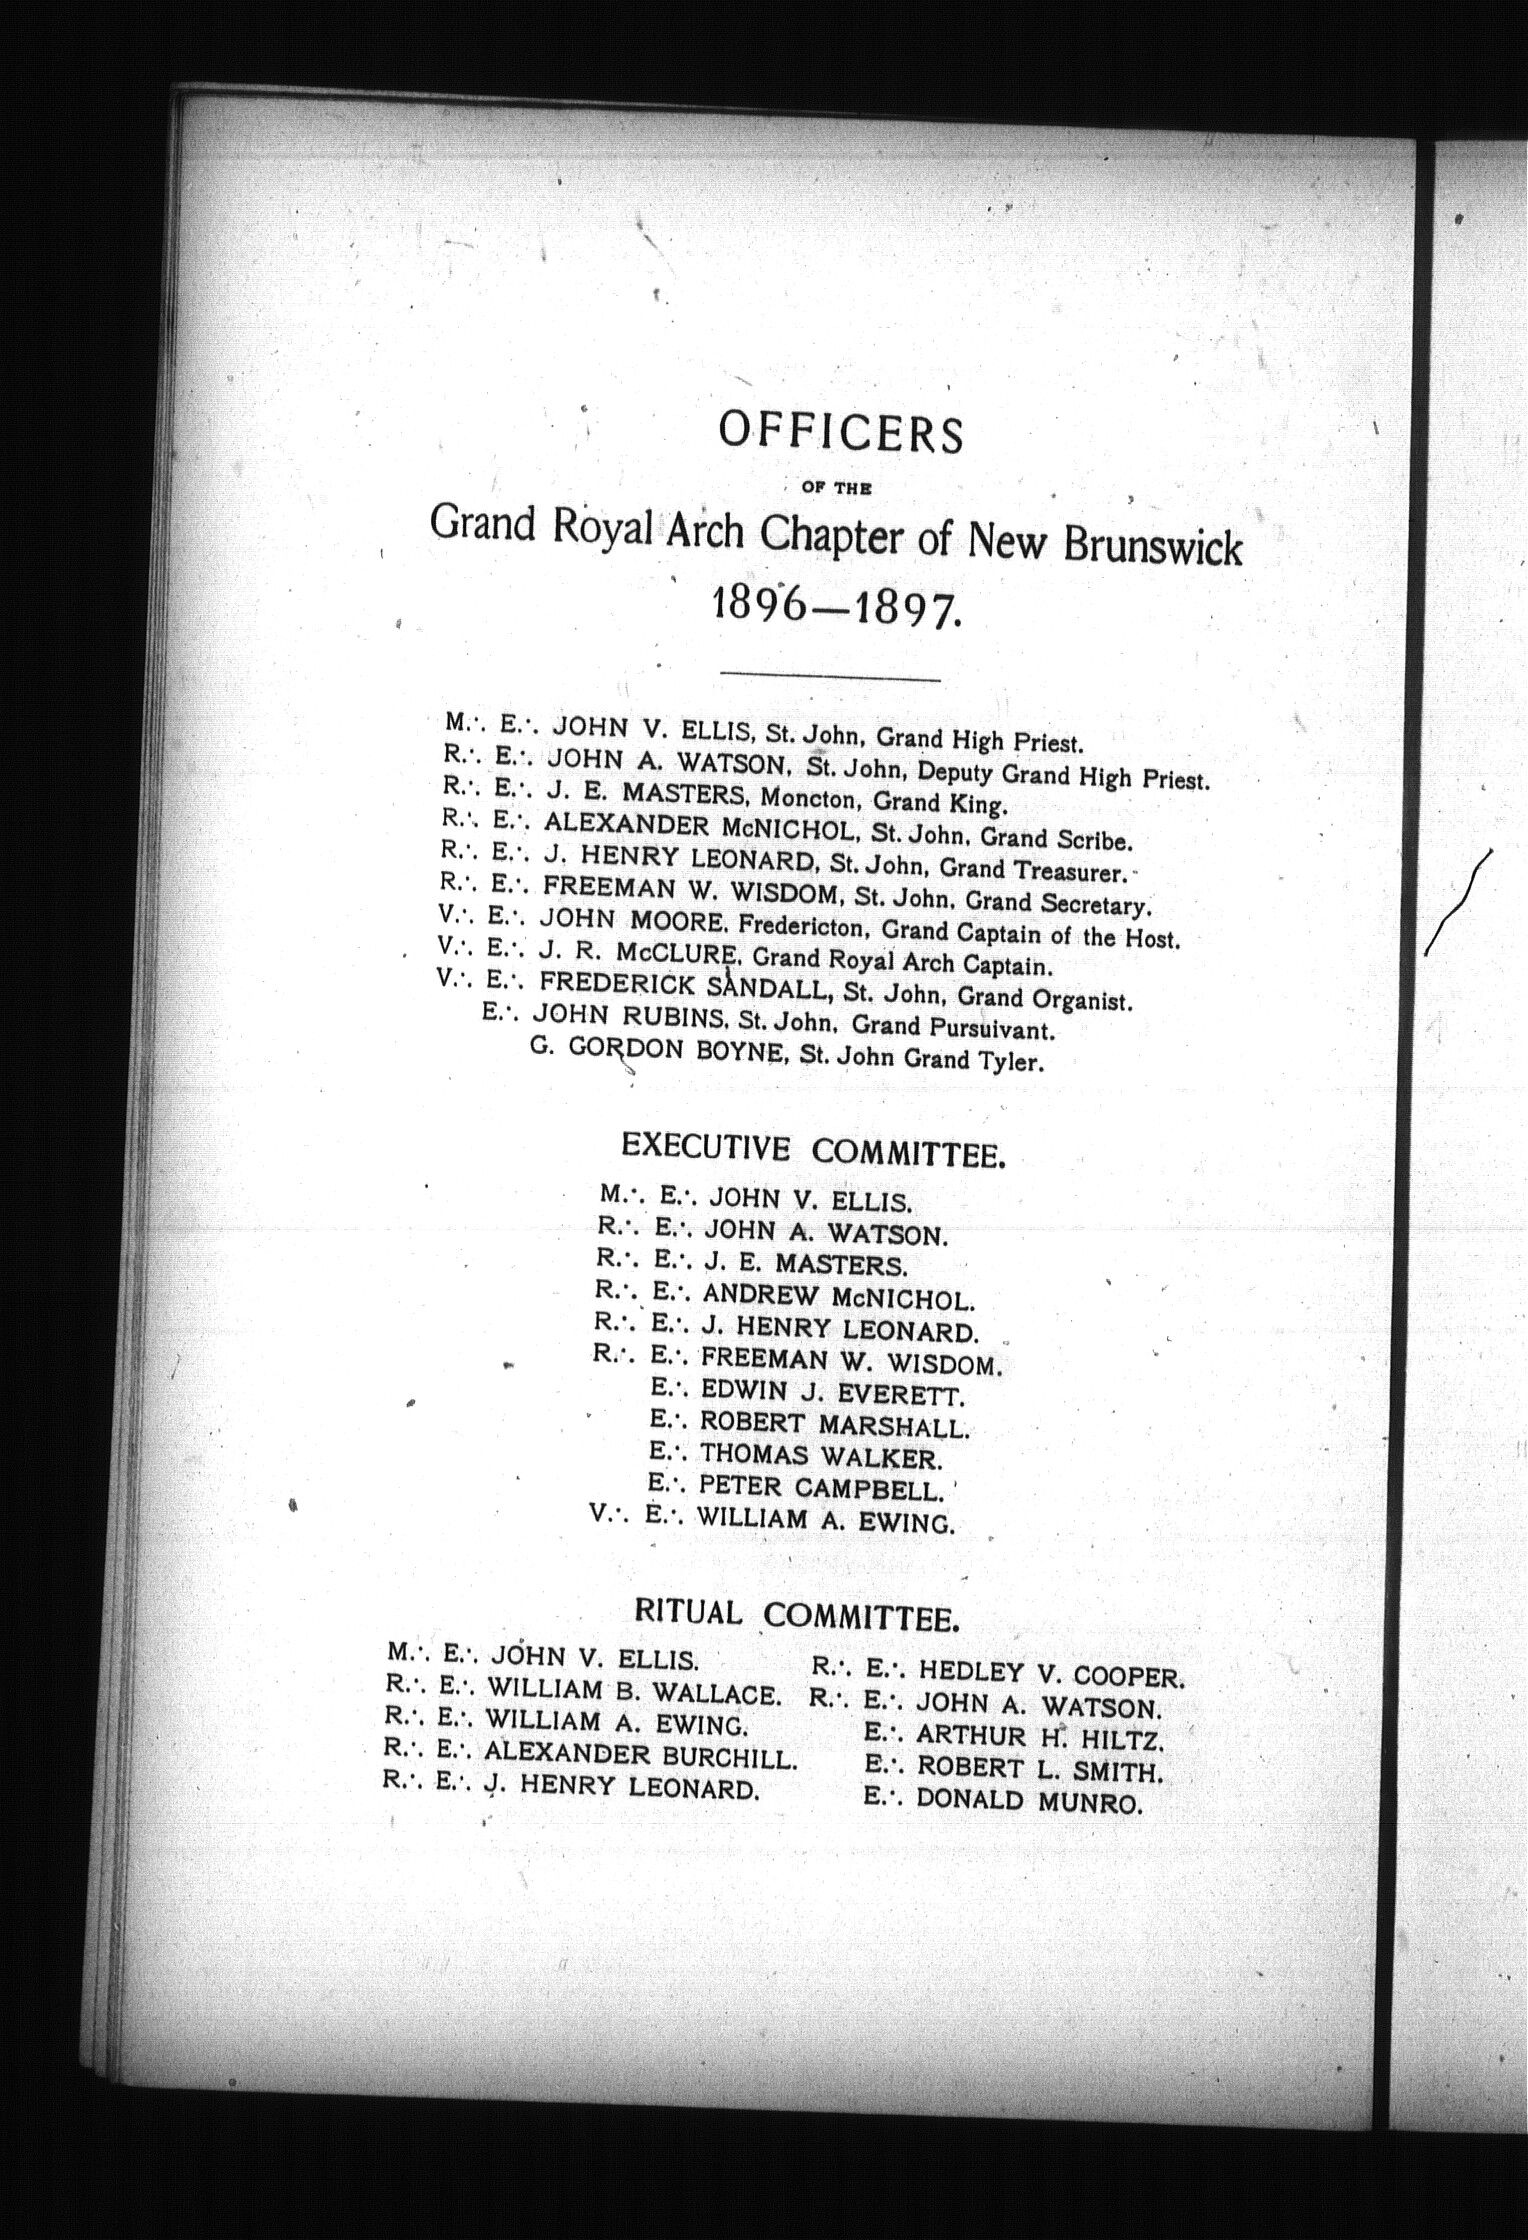 OFFICERS
OF THE
Grand Royal Arch Chapter of New Brunswick
1896—1897.
M.·. E.·. JOHN V. ELLIS, St. John, Grand High Priest.
R.·. E.·. JOHN A. WATSON, St. John, Deputy Grand High Priest.
R.·. E.·. J. E. MASTERS, Moncton, Grand King.
R.·. E.·. ALEXANDER McNICHOL, St. John, Grand Scribe.
R.·. E.·. J. HENRY LEONARD, St. John, Grand Treasurer.
R.·. E.·. FREEMAN W. WISDOM, St. John, Grand Secretary.
V.·. E.·. JOHN MOORE, Fredericton, Grand Captain of the Host.
V.·. E.·. J. R. McCLURE, Grand Royal Arch Captain.
V.·. E.·. FREDERICK SANDALL, St. John, Grand Organist.
E.·. JOHN RUBINS, St. John, Grand Pursuivant.
G. GORDON BOYNE, St. John Grand Tyler.
EXECUTIVE COMMITTEE.
M.·. E.·. JOHN V. ELLIS.
R.·. E.·. JOHN A. WATSON.
R.·. E.·. J. E. MASTERS.
R.·. E.·. ANDREW McNICHOL.
R.·. E.·. J. HENRY LEONARD.
R.·. E.·. FREEMAN W. WISDOM.
E.·. EDWIN J. EVERETT.
E.·. ROBERT MARSHALL.
E.·. THOMAS WALKER.
E.·. PETER CAMPBELL.
V.·. E.·. WILLIAM A. EWING.
RITUAL COMMITTEE.
M.·. E.·. JOHN V. ELLIS.
R.·. E.·. WILLIAM B. WALLACE.
R.·. E.·. WILLIAM A. EWING.
R.·. E.·. ALEXANDER BURCHILL.
R.·. E.·. J. HENRY LEONARD.
R.·. E.·. HEDLEY V. COOPER.
R.·. E.·. JOHN A. WATSON.
E.·. ARTHUR H. HILTZ.
E.·. ROBERT L. SMITH.
E.·. DONALD MUNRO.